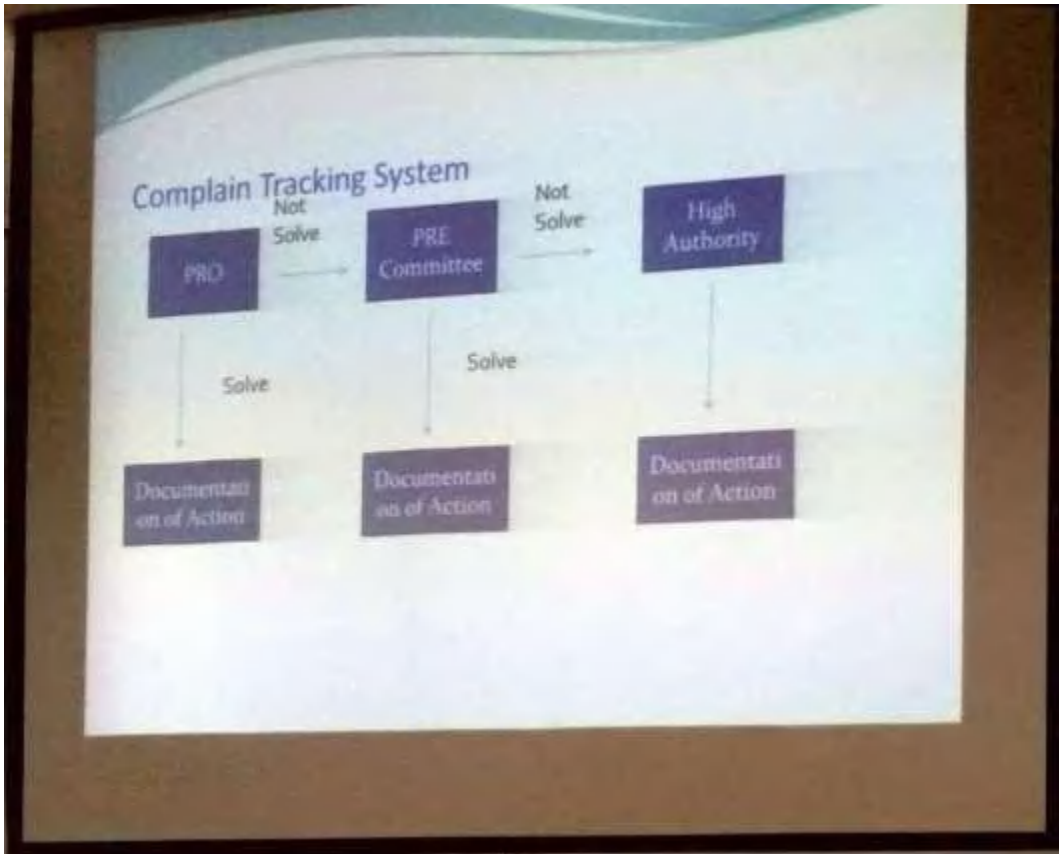 Complain Tracking System
Not
Solve
Not
Solve
PRO
PRE
Committee
High
Authority
Solve
Solve
Documentati
on of Action
Documentati
on of Action
Documentati
on of Action